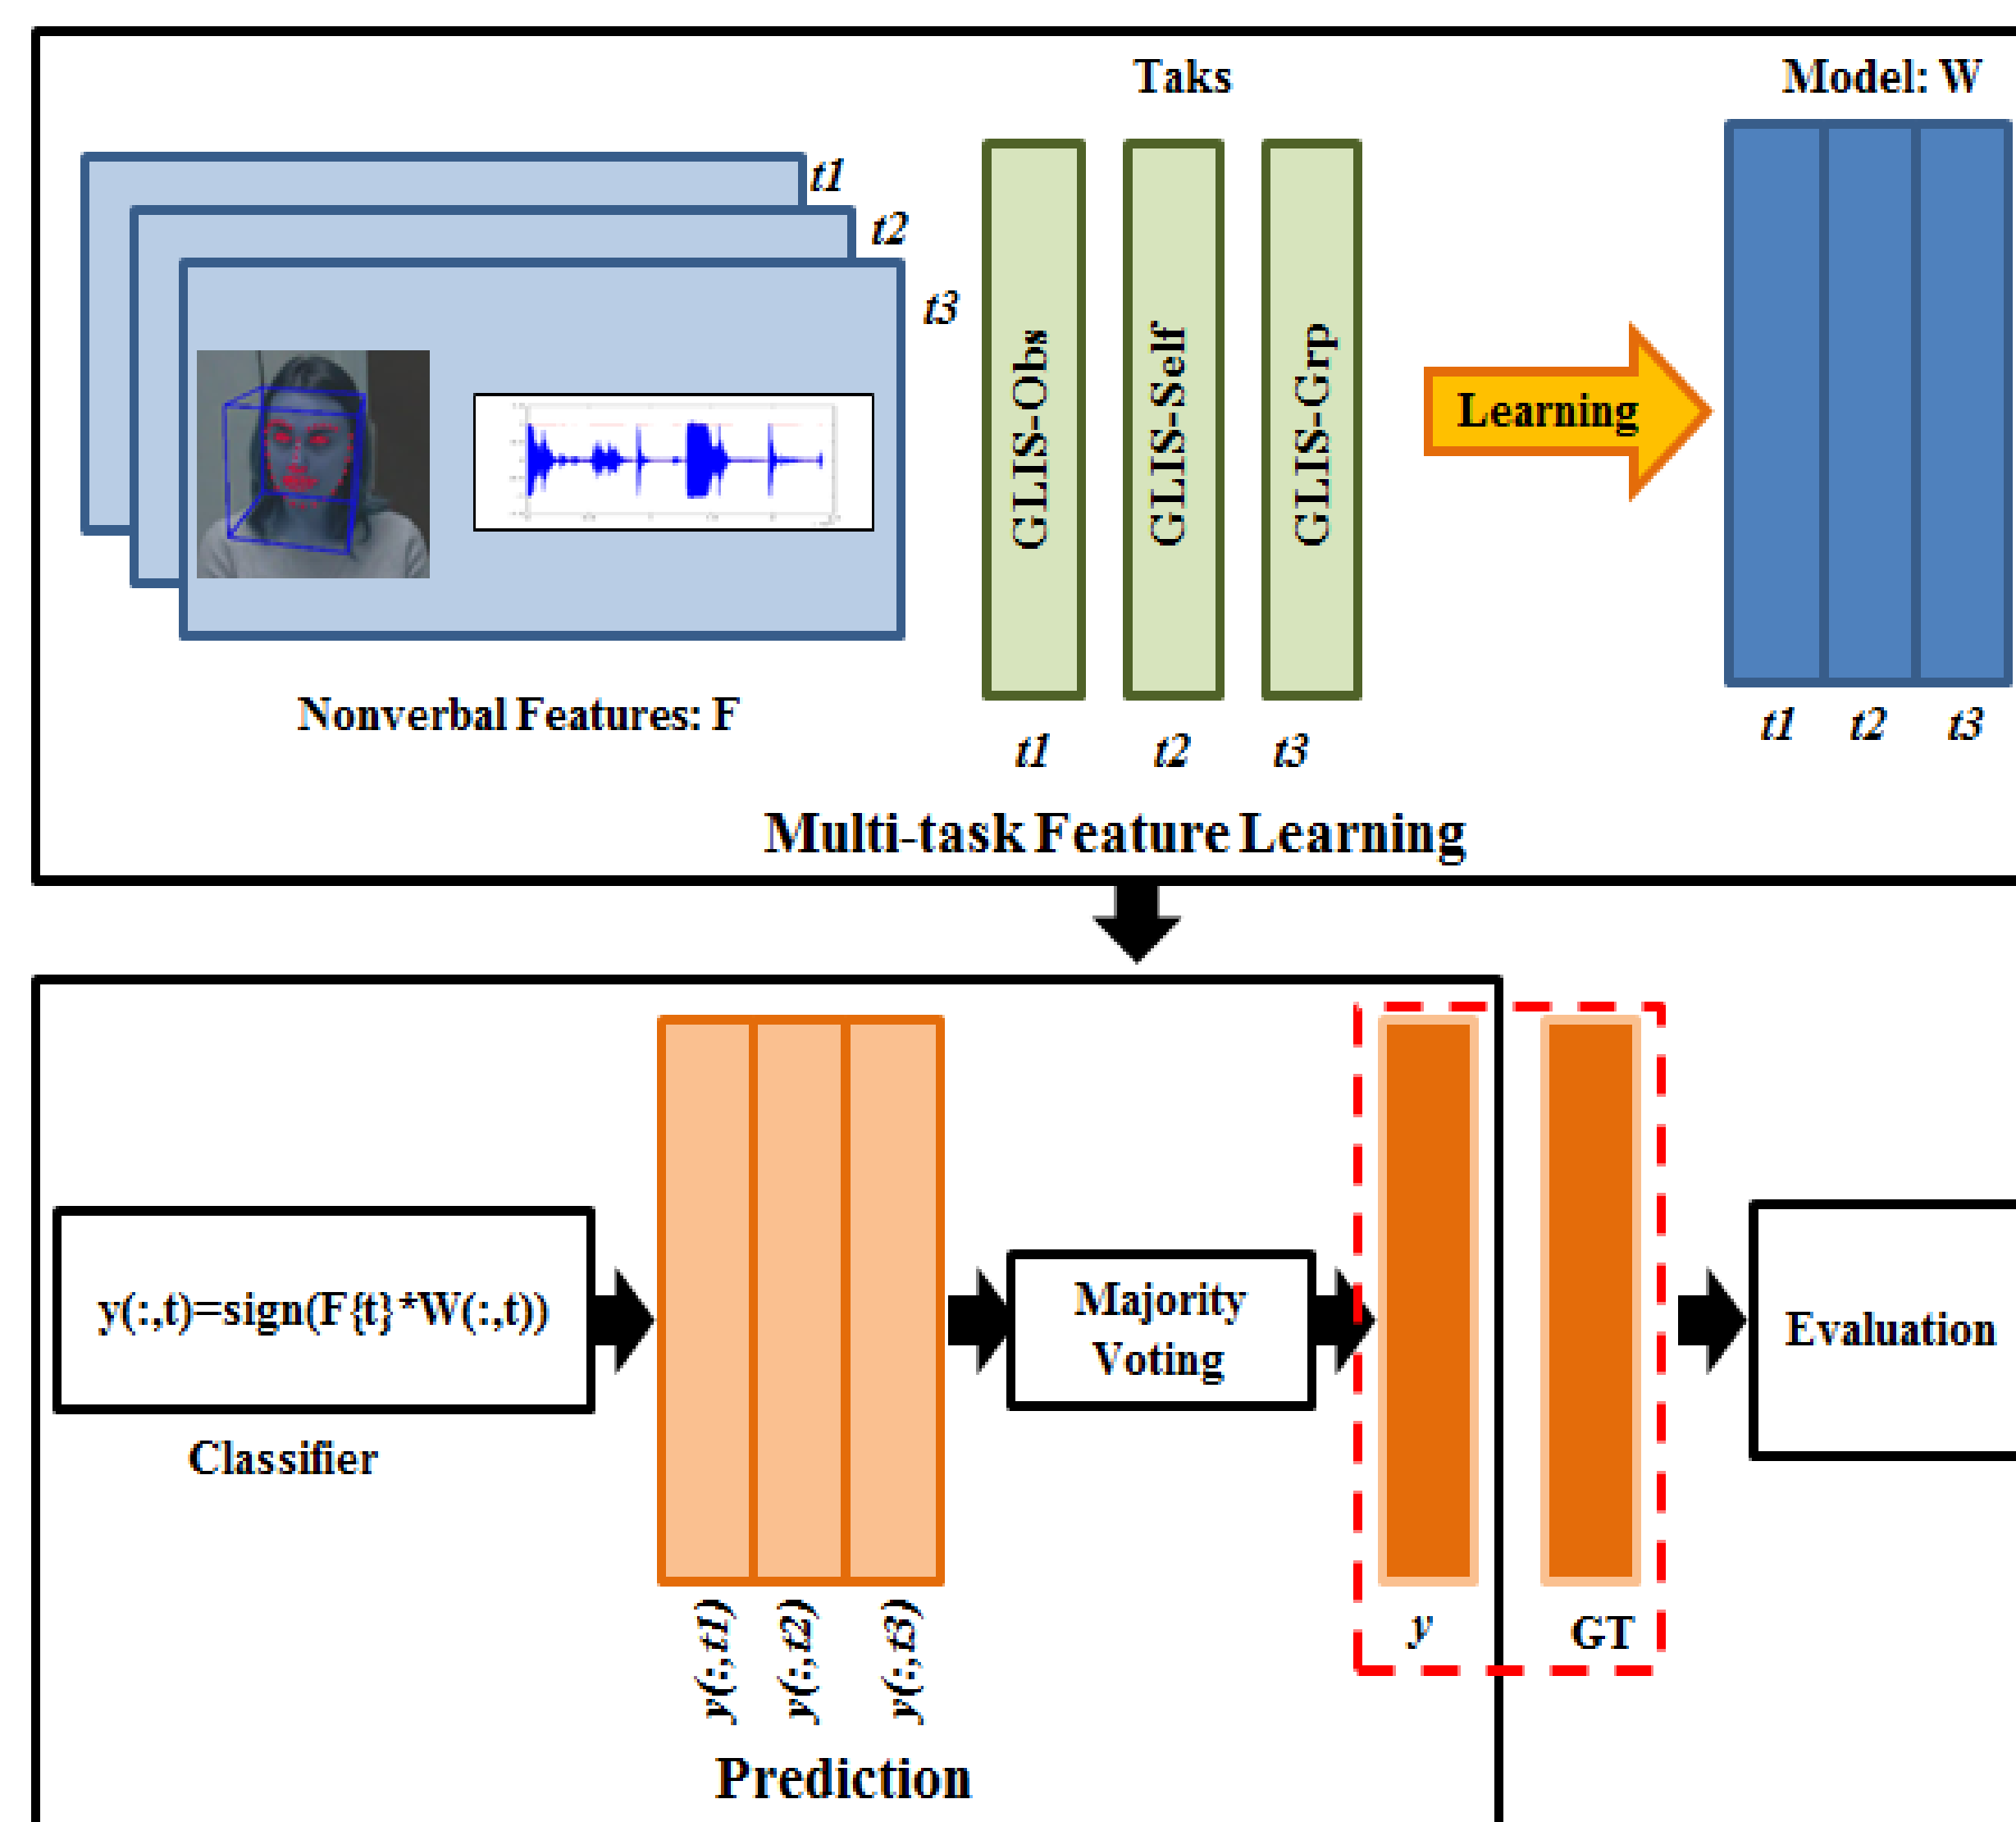 Taks
Model: W
t1
t2
t3
GLIS-Obs
GLIS-Self
GLIS-Grp
Learning
Nonverbal Features: F
t1
t2
t3
t1
t2
t3
Multi-task Feature Learning
y(:,t)=sign(F{t}*W(:,t))
Classifier
Majority
Voting
Evaluation
y(:,t1)
y(:,t2)
y(:,t3)
y
GT
Prediction